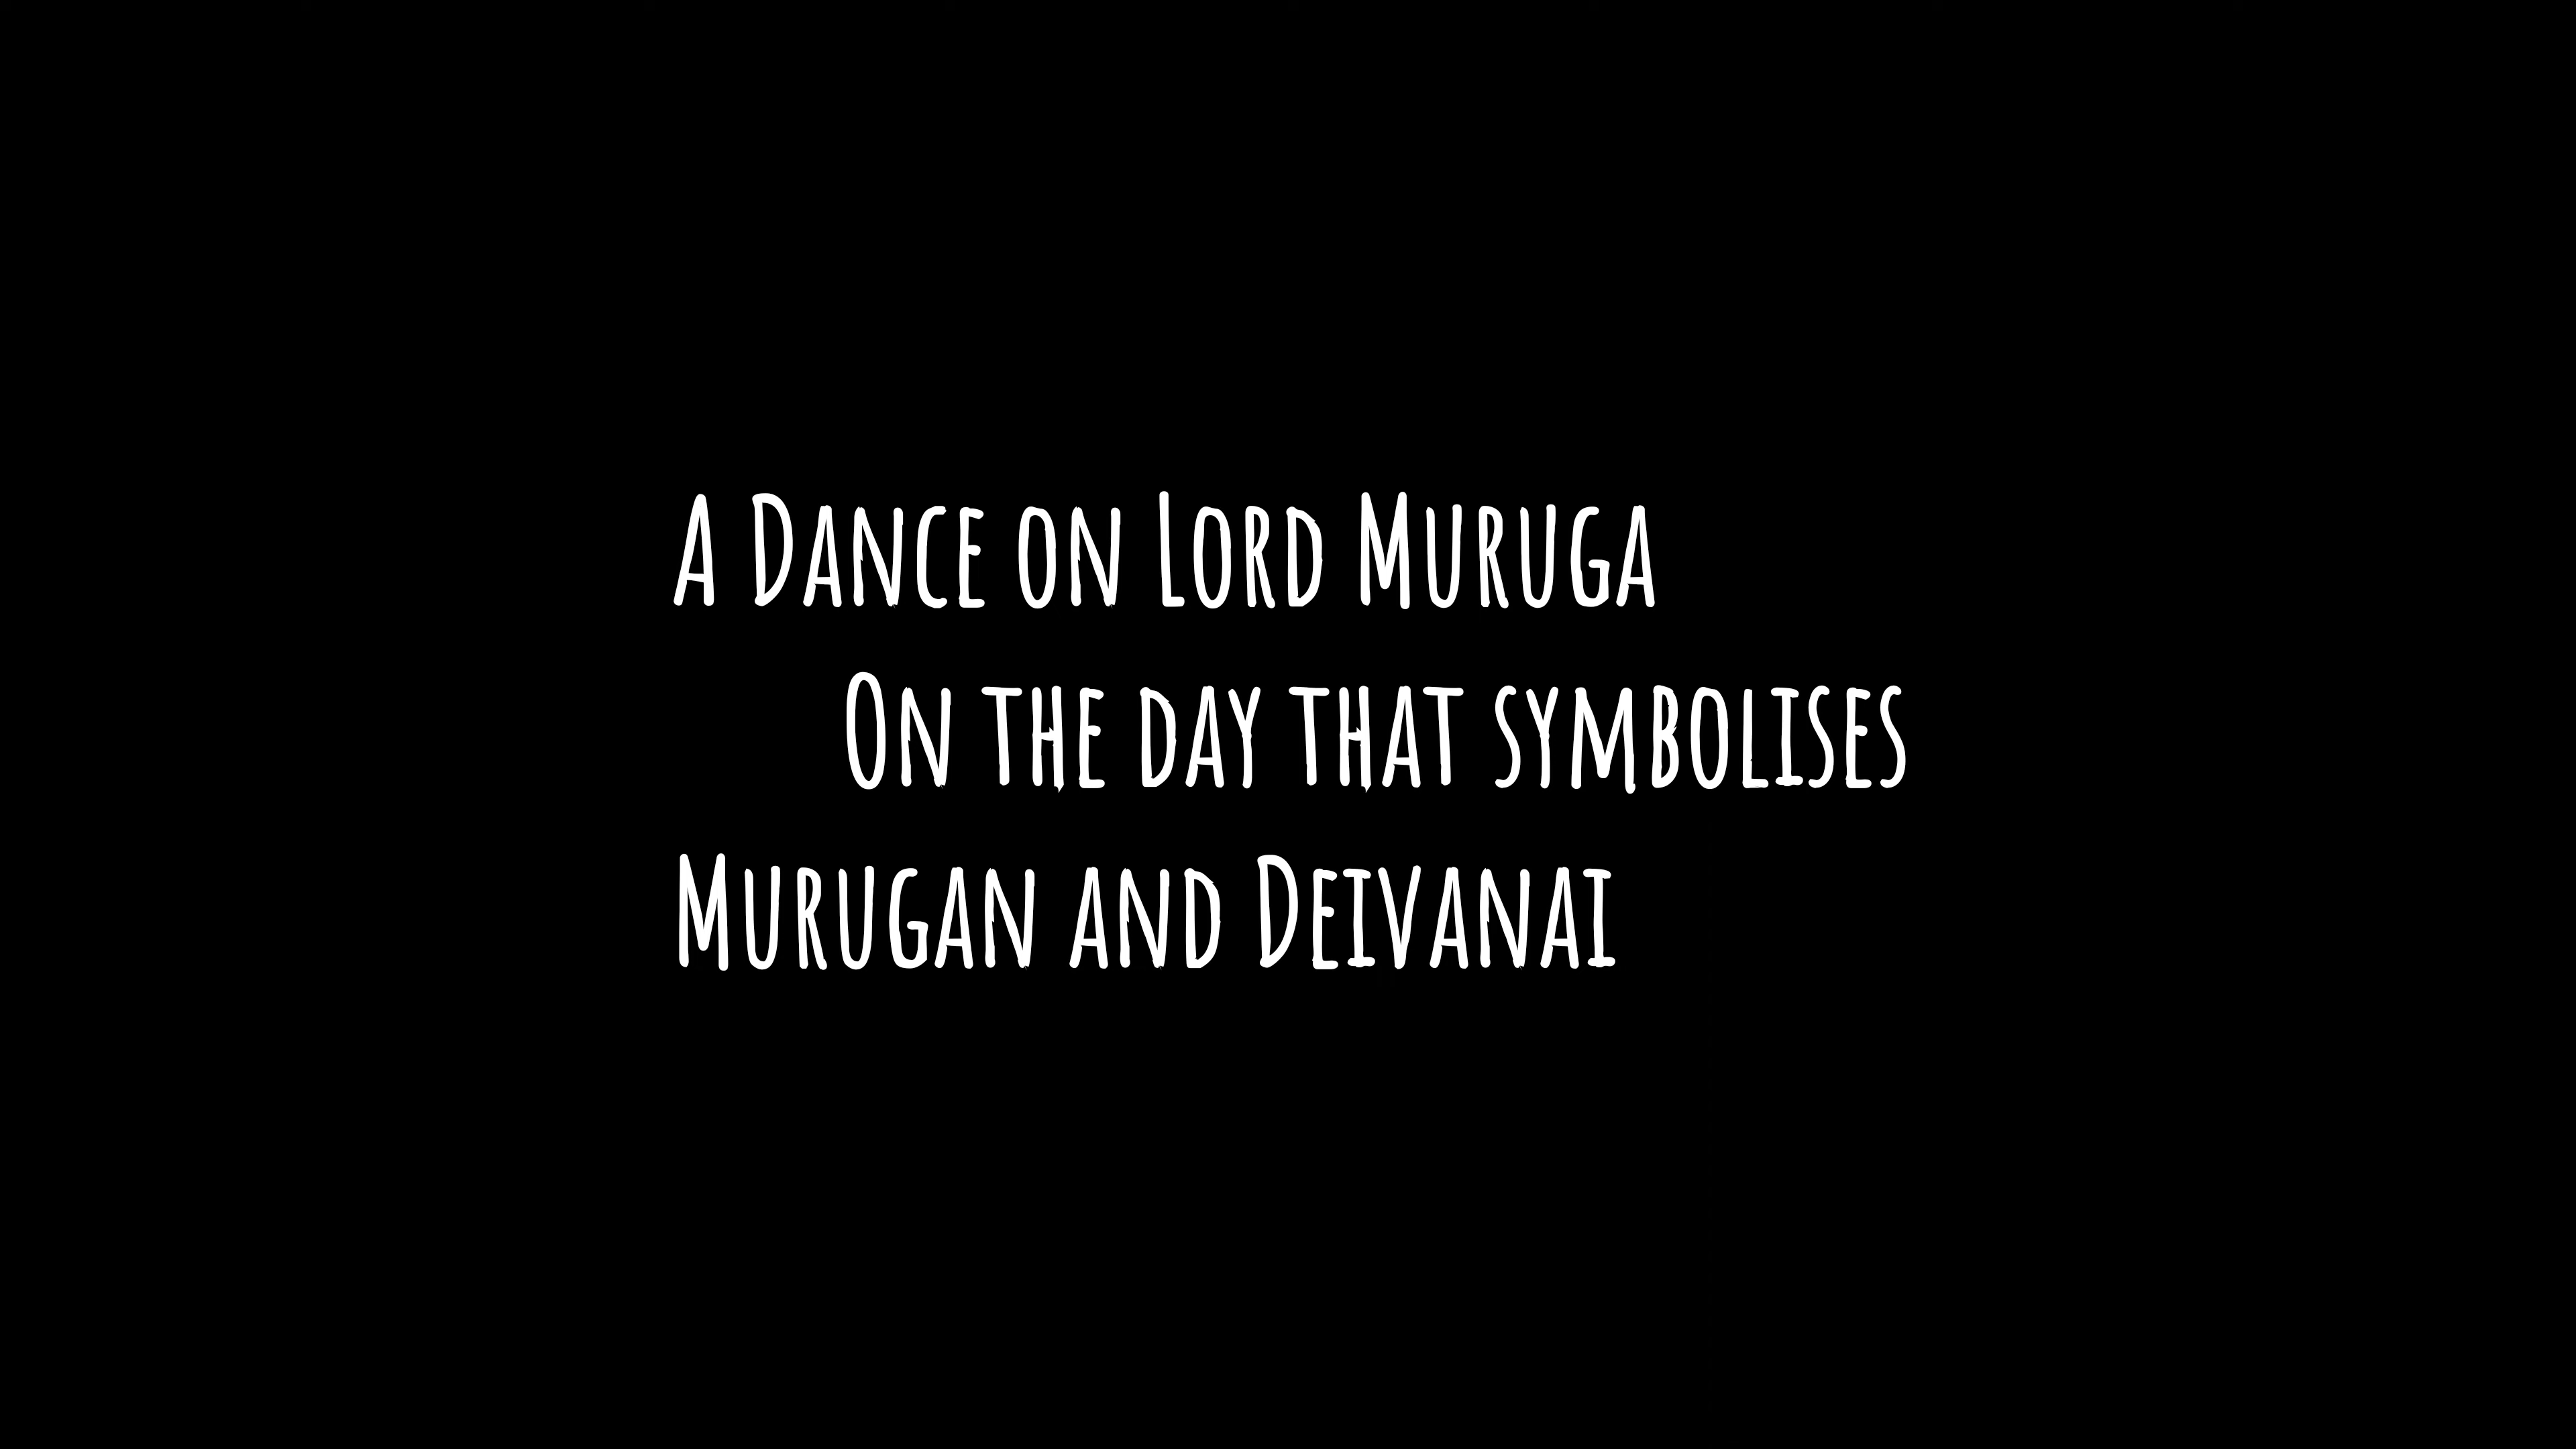 A Dance on Lord Muruga
On the day that symbolises
Murugan and Deivanai